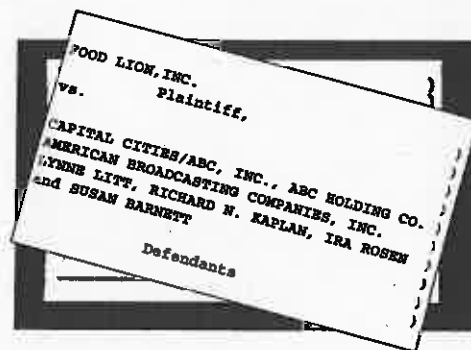 FOOD LION, INC.
Plaintiff,
vs.
CAPITAL CITIES/ABC, INC., ABC HOLDING CO.
AMERICAN BROADCASTING COMPANIES, INC.
LYNNE LITT, RICHARD N. KAPLAN, IRA ROSEN
and SUSAN BARNETT
Defendants